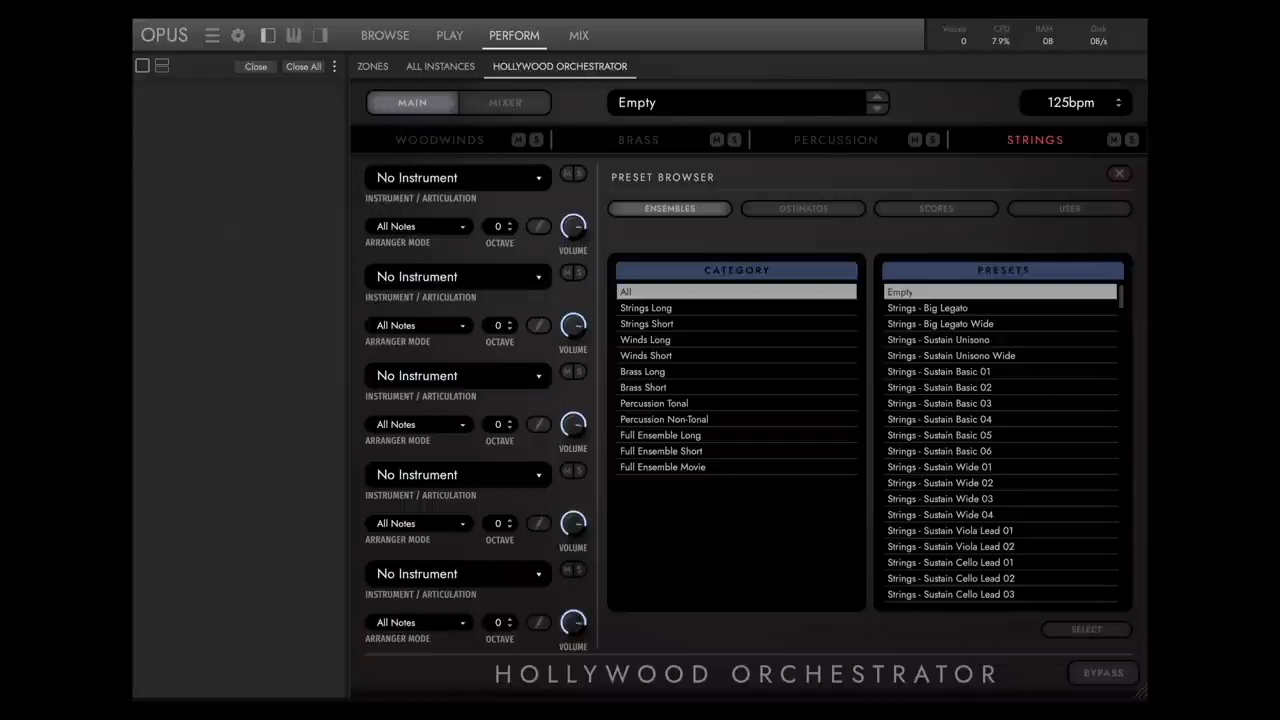 OPUS BROWSE PLAY PERFORM MIX
Voices CPU RAM Disk
0 7.9% 0B 0B/s
Close Close All ZONES ALL INSTANCES HOLLYWOOD ORCHESTRATOR
MAIN MIXER Empty 125bpm
WOODWINDS M S BRASS M S PERCUSSION M S STRINGS M S
No Instrument M S
INSTRUMENT / ARTICULATION
All Notes 0
ARRANGER MODE OCTAVE VOLUME
No Instrument M S
INSTRUMENT / ARTICULATION
All Notes 0
ARRANGER MODE OCTAVE VOLUME
No Instrument M S
INSTRUMENT / ARTICULATION
All Notes 0
ARRANGER MODE OCTAVE VOLUME
No Instrument M S
INSTRUMENT / ARTICULATION
All Notes 0
ARRANGER MODE OCTAVE VOLUME
No Instrument M S
INSTRUMENT / ARTICULATION
All Notes 0
ARRANGER MODE OCTAVE VOLUME
PRESET BROWSER
ENSEMBLES OSTINATOS SCORES USER
CATEGORY
All
Strings Long
Strings Short
Winds Long
Winds Short
Brass Long
Brass Short
Percussion Tonal
Percussion Non-Tonal
Full Ensemble Long
Full Ensemble Short
Full Ensemble Movie
PRESETS
Empty
Strings - Big Legato
Strings - Big Legato Wide
Strings - Sustain Unisono
Strings - Sustain Unisono Wide
Strings - Sustain Basic 01
Strings - Sustain Basic 02
Strings - Sustain Basic 03
Strings - Sustain Basic 04
Strings - Sustain Basic 05
Strings - Sustain Basic 06
Strings - Sustain Wide 01
Strings - Sustain Wide 02
Strings - Sustain Wide 03
Strings - Sustain Wide 04
Strings - Sustain Viola Lead 01
Strings - Sustain Viola Lead 02
Strings - Sustain Cello Lead 01
Strings - Sustain Cello Lead 02
Strings - Sustain Cello Lead 03
SELECT
HOLLYWOOD ORCHESTRATOR BYPASS